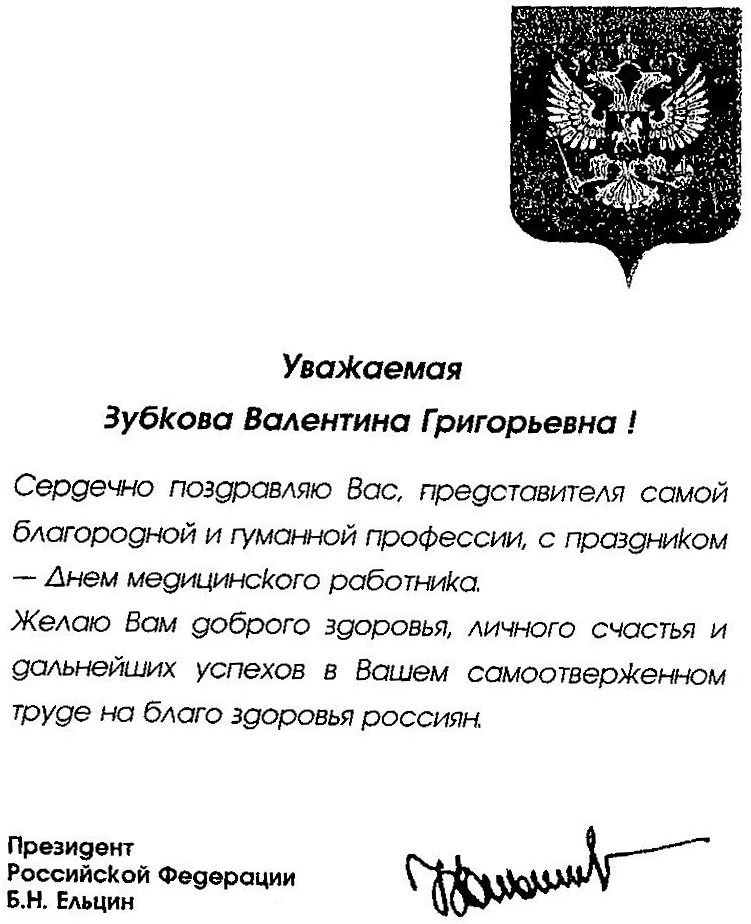 Уважаемая
Зубкова Валентина Григорьевна !
Сердечно поздравляю Вас, представителя самой
благородной и гуманной профессии, с праздником
— Днем медицинского работника.
Желаю Вам доброго здоровья, личного счастья и
дальнейших успехов в Вашем самоотверженном
труде на благо здоровья россиян.
Президент
Российской Федерации
Б.Н. Ельцин